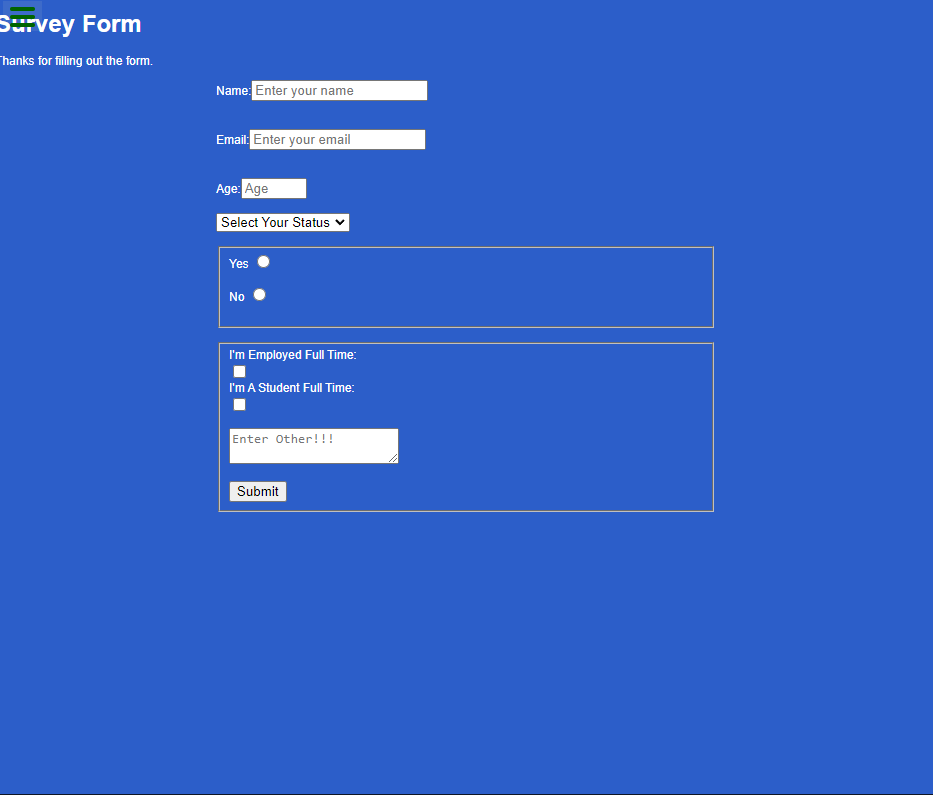 Survey Form
Thanks for filling out the form.
Name: Enter your name
Email: Enter your email
Age: Age
Select Your Status
Yes
No
I'm Employed Full Time:
I'm A Student Full Time:
Enter Other!!!
Submit